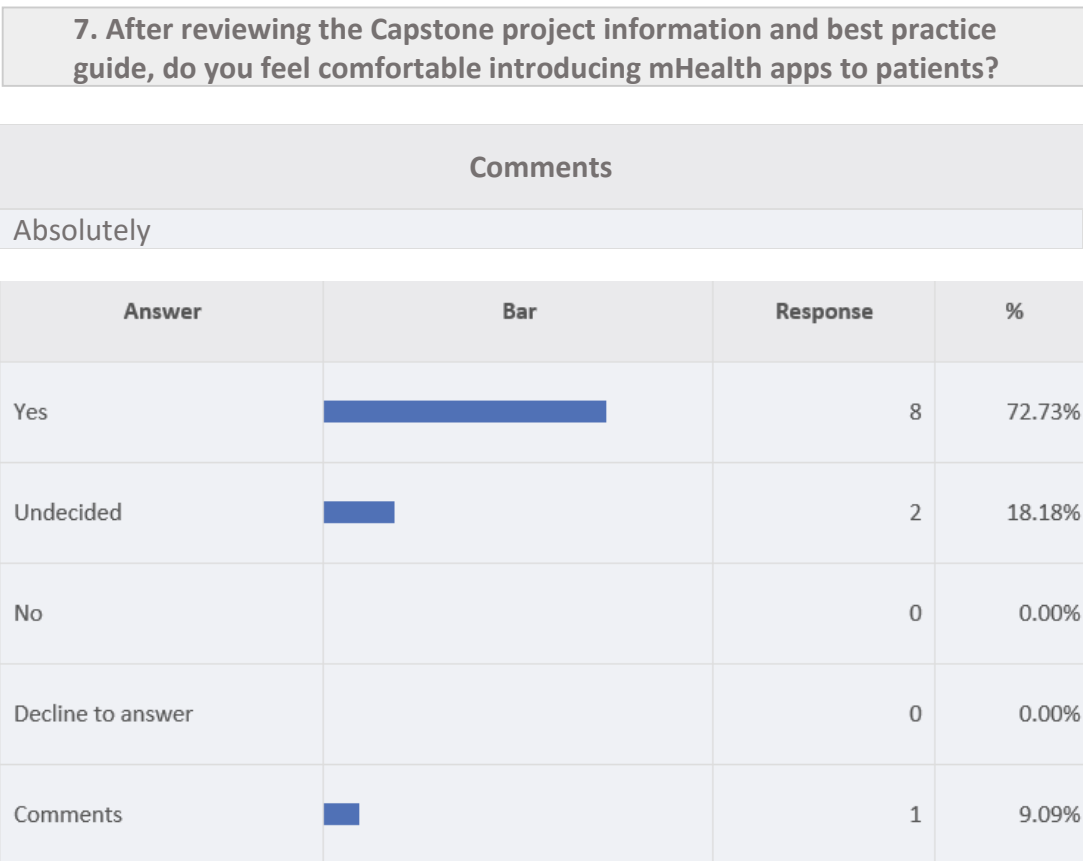 7. After reviewing the Capstone project information and best practice
guide, do you feel comfortable introducing mHealth apps to patients?
Comments
Absolutely
Answer Bar Response %
Yes 8 72.73%
Undecided 2 18.18%
No 0 0.00%
Decline to answer 0 0.00%
Comments 1 9.09%